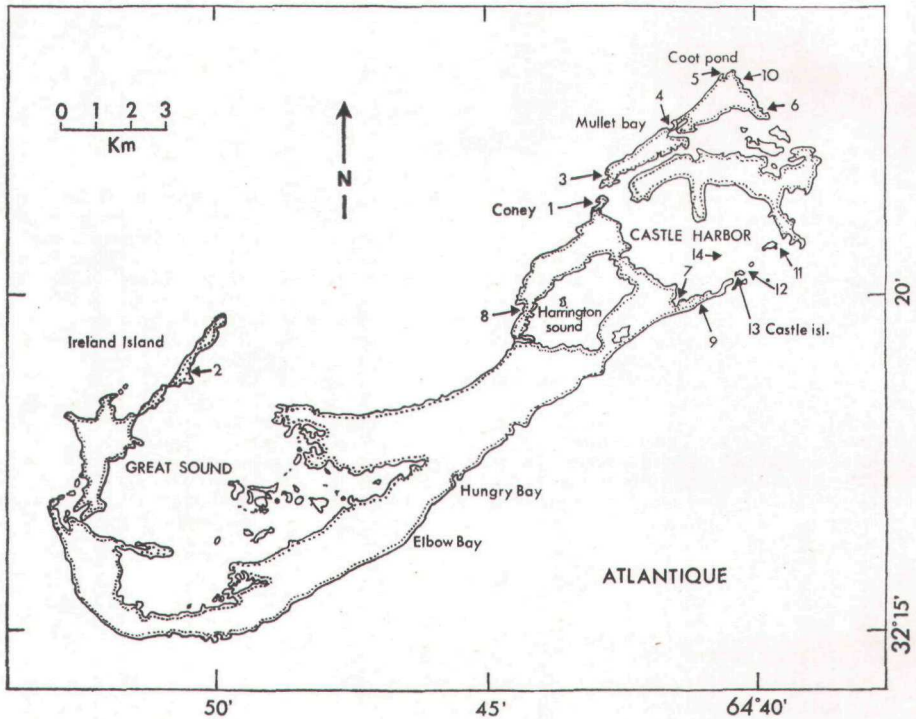 Coot pond
5
10
4
6
0 1 2 3
Km
Mullet bay
N
3
Coney 1
CASTLE HARBOR
14
11
7
12
20'
8
Harrington
sound
9
13 Castle isl.
Ireland Island
2
GREAT SOUND
Hungry Bay
Elbow Bay
ATLANTIQUE
32°15'
50'
45'
64°40'